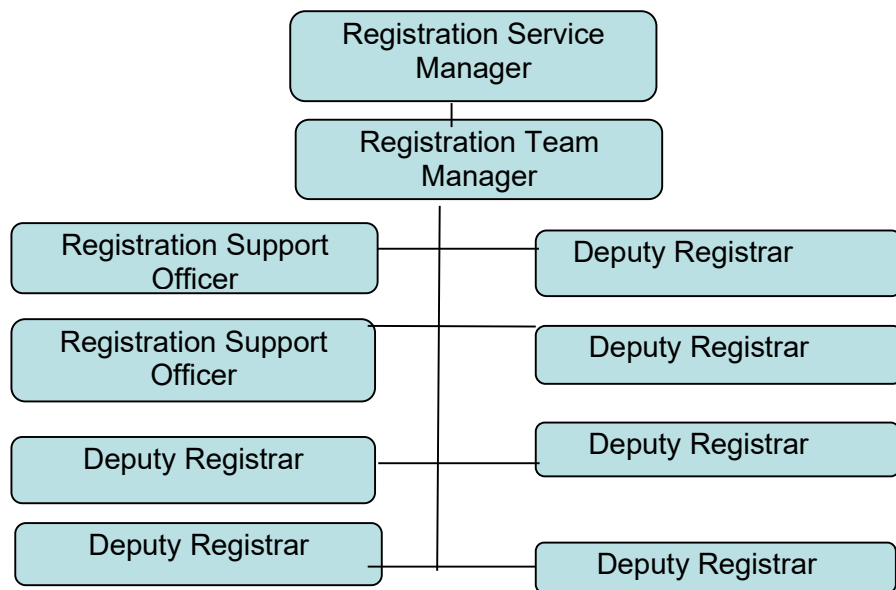 Registration Service
Manager
Registration Team
Manager
Registration Support
Officer
Deputy Registrar
Registration Support
Officer
Deputy Registrar
Deputy Registrar
Deputy Registrar
Deputy Registrar
Deputy Registrar